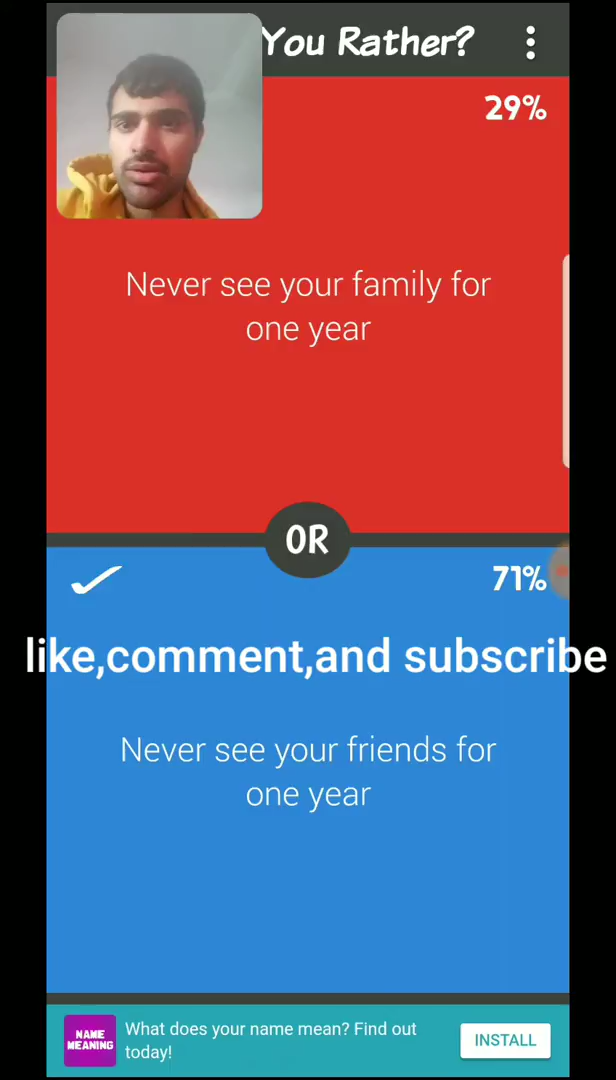 You Rather?
29%
Never see your family for
one year
OR
71%
like,comment,and subscribe
Never see your friends for
one year
NAME
MEANING
What does your name mean? Find out
today!
INSTALL